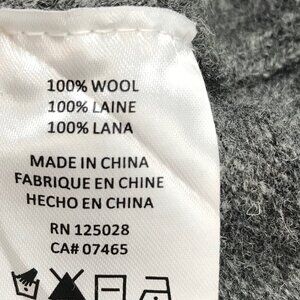 100% WOOL
100% LAINE
100% LANA
MADE IN CHINA
FABRIQUE EN CHINE
HECHO EN CHINA
RN 125028
CA# 07465